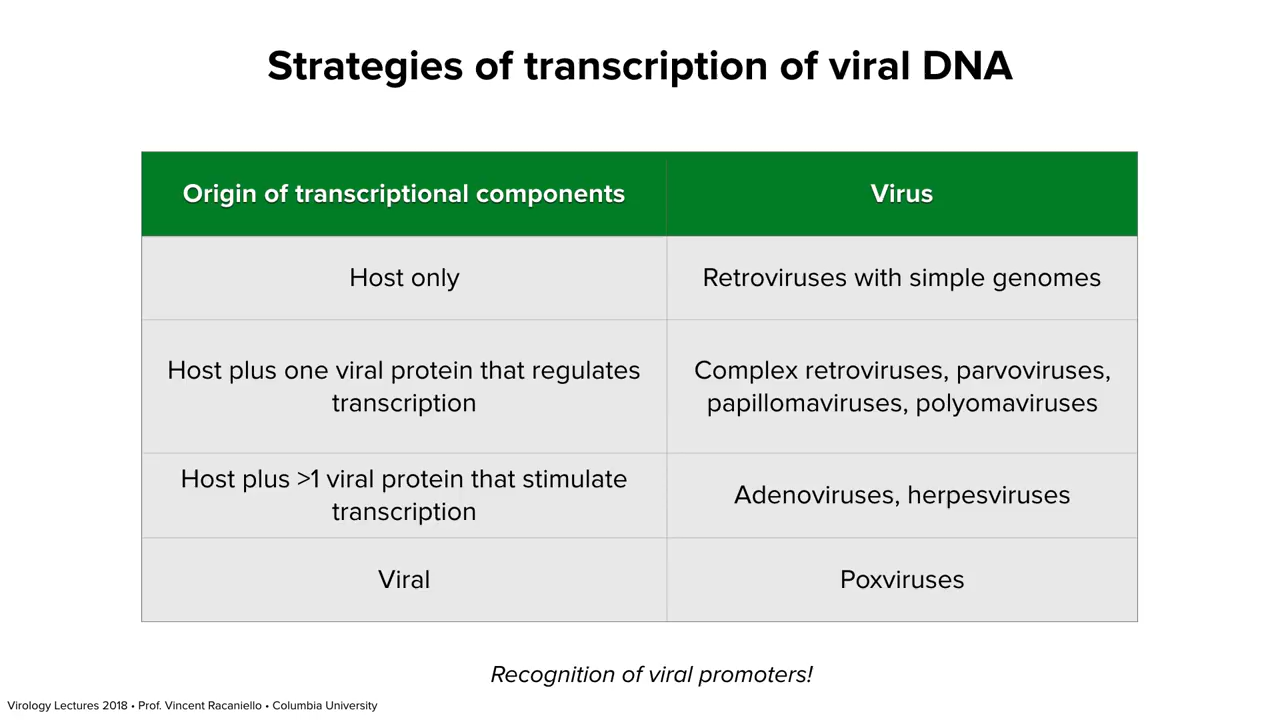 Strategies of transcription of viral DNA
Origin of transcriptional components
Virus
Host only
Retroviruses with simple genomes
Host plus one viral protein that regulates
transcription
Complex retroviruses, parvoviruses,
papillomaviruses, polyomaviruses
Host plus >1 viral protein that stimulate
transcription
Adenoviruses, herpesviruses
Viral
Poxviruses
Recognition of viral promoters!
Virology Lectures 2018 • Prof. Vincent Racaniello • Columbia University